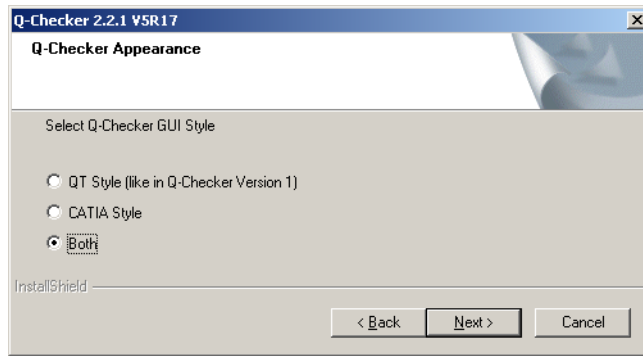 Q-Checker 2.2.1 V5R17
Q-Checker Appearance
Select Q-Checker GUI Style
QT Style (like in Q-Checker Version 1)
CATIA Style
Both
InstallShield
< Back Next > Cancel